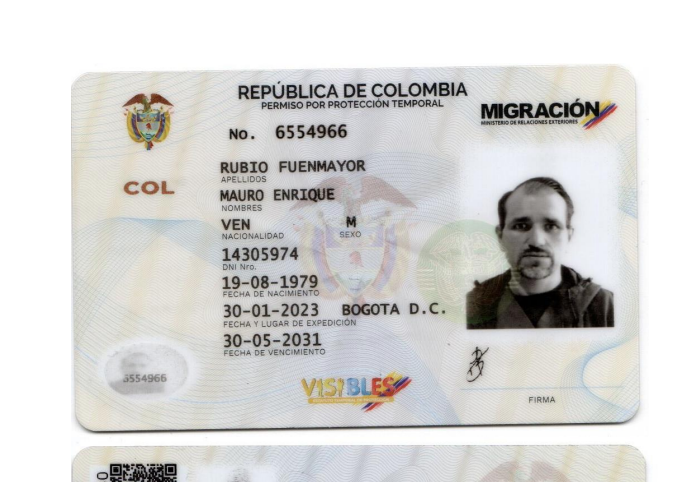 REPÚBLICA DE COLOMBIA
PERMISO POR PROTECCIÓN TEMPORAL
MIGRACIÓN
MINISTERIO DE RELACIONES EXTERIORES
No. 6554966
RUBIO FUENMAYOR
APELLIDOS
COL
MAURO ENRIQUE
NOMBRES
VEN M
NACIONALIDAD SEXO
14305974
DNI Nro.
19-08-1979
FECHA DE NACIMIENTO
30-01-2023 BOGOTA D.C.
FECHA Y LUGAR DE EXPEDICIÓN
30-05-2031
FECHA DE VENCIMIENTO
6554966
V1S1BLES
FIRMA